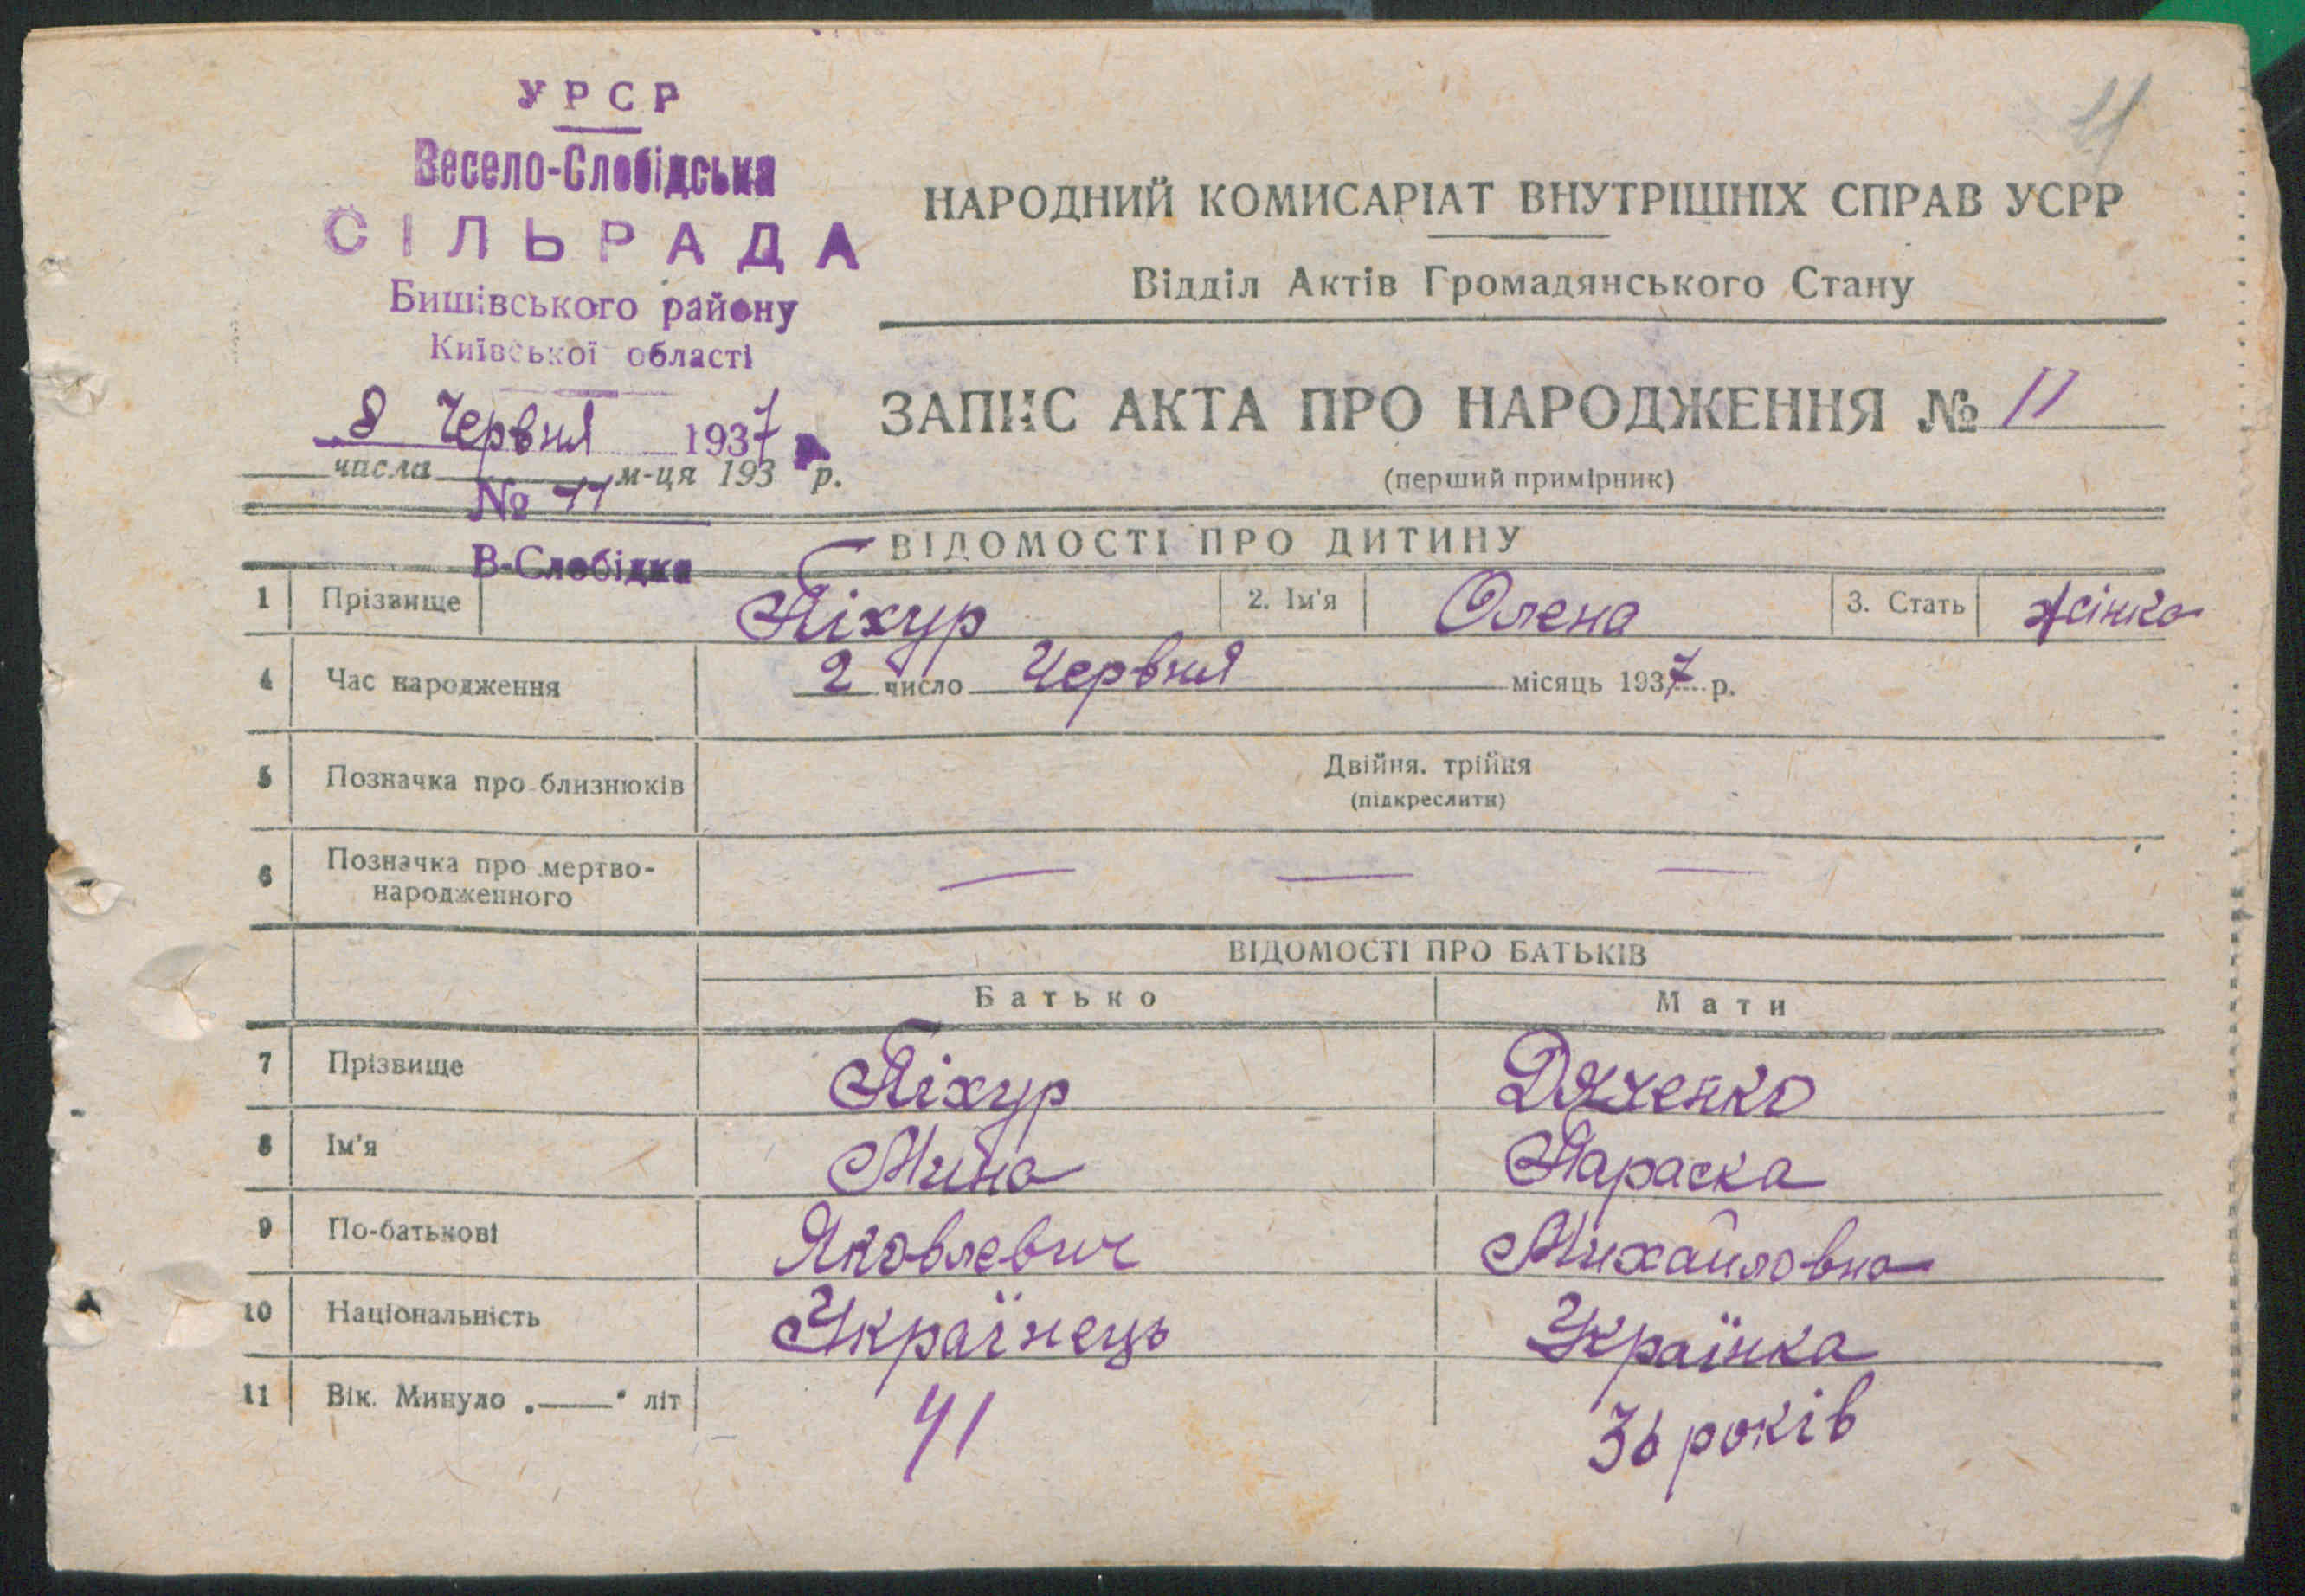 11
УРСР
Весело-Слобідська
СІЛЬРАДА
Бишівського району
Київської області
8 Червня 1937 р.
числа м-ця 193 р.
№ 11
В-Слобідка
НАРОДНИЙ КОМИСАРІАТ ВНУТРІШНІХ СПРАВ УСРР
Відділ Актів Громадянського Стану
ЗАПИС АКТА ПРО НАРОДЖЕННЯ № 11
(перший примірник)
ВІДОМОСТІ ПРО ДИТИНУ
1 Прізвище Піхур 2. Ім'я Олена 3. Стать жінка
4 Час народження 2 число Червня місяць 1937 р.
5 Позначка про близнюків Двійня. трійня
(підкреслити)
6 Позначка про мертво-
народженного — — —
ВІДОМОСТІ ПРО БАТЬКІВ
Батько Мати
7 Прізвище Піхур Дяченко
8 Ім'я Мина Параска
9 По-батькові Яковлевич Михайловна
10 Національність Українець Українка
11 Вік. Минуло „——" літ 41 36 років